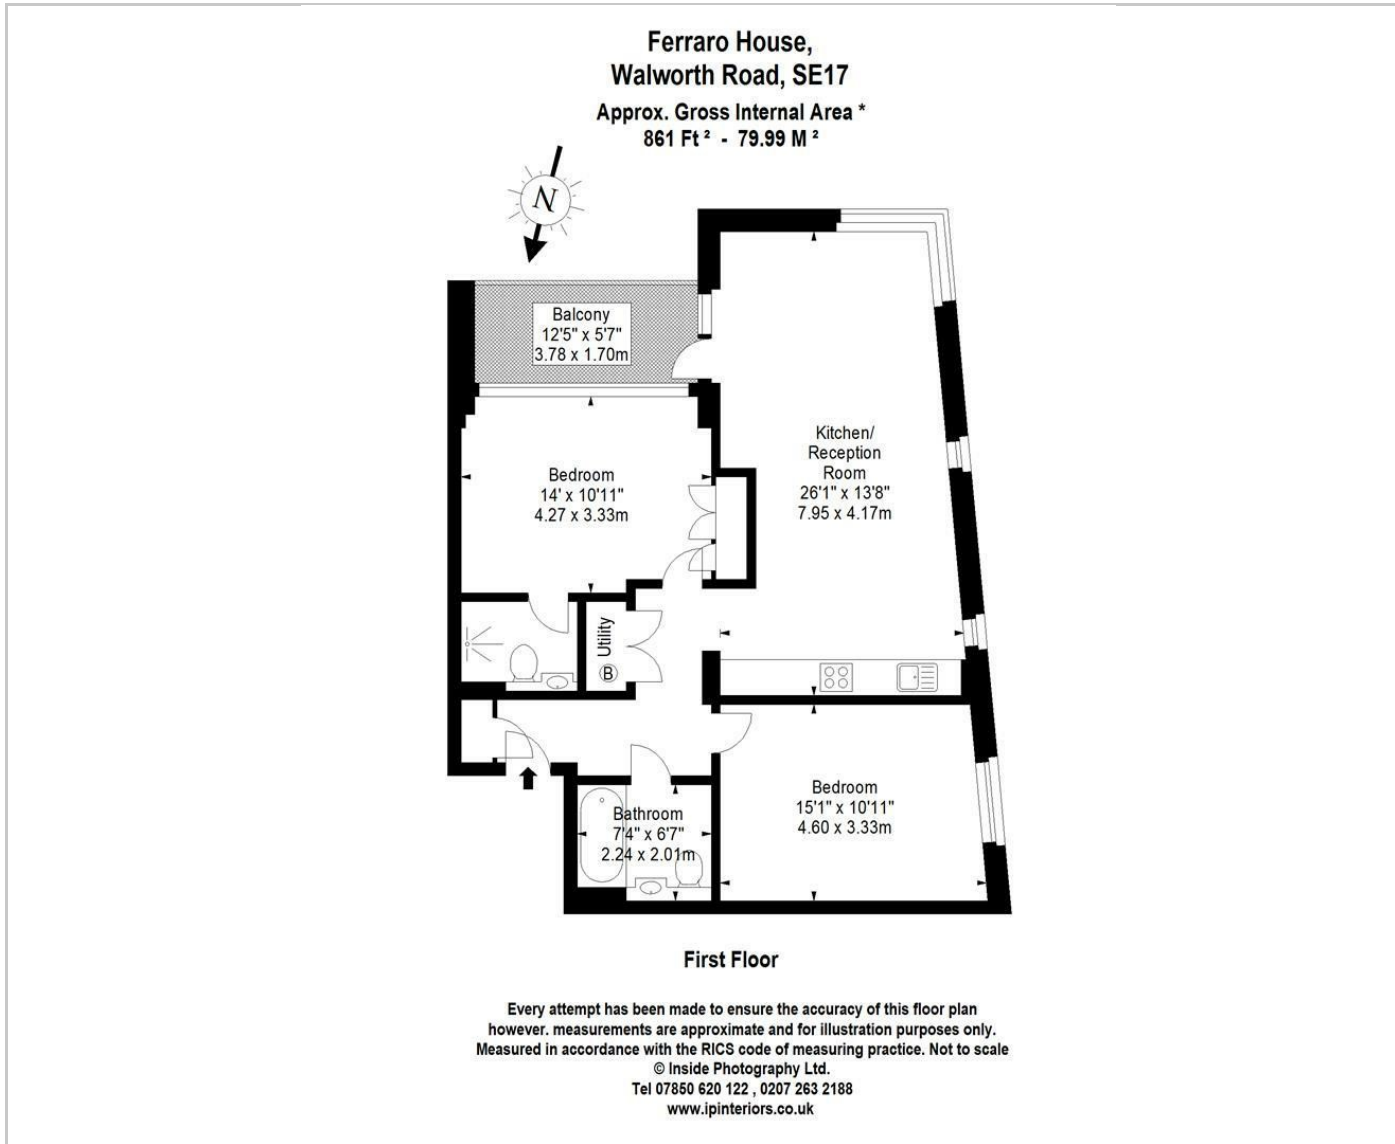 Ferraro House,
Walworth Road, SE17
Approx. Gross Internal Area *
861 Ft ² - 79.99 M ²
N
Balcony
12'5" x 5'7"
3.78 x 1.70m
Kitchen/
Reception
Room
26'1" x 13'8"
7.95 x 4.17m
Bedroom
14' x 10'11"
4.27 x 3.33m
Utility
B
Bedroom
15'1" x 10'11"
4.60 x 3.33m
Bathroom
7'4" x 6'7"
2.24 x 2.01m
First Floor
Every attempt has been made to ensure the accuracy of this floor plan
however. measurements are approximate and for illustration purposes only.
Measured in accordance with the RICS code of measuring practice. Not to scale
© Inside Photography Ltd.
Tel 07850 620 122 , 0207 263 2188
www.ipinteriors.co.uk